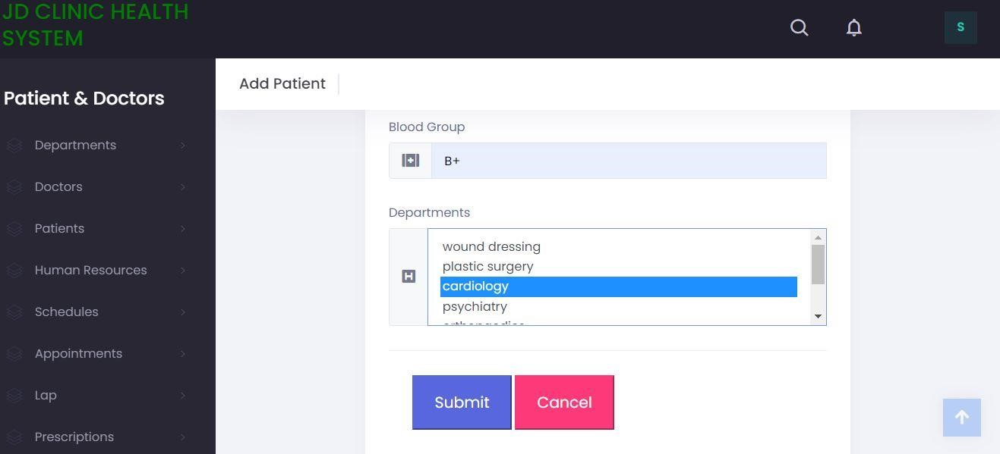 JD CLINIC HEALTH
SYSTEM
S
Patient & Doctors
Departments
Doctors
Patients
Human Resources
Schedules
Appointments
Lap
Prescriptions
Add Patient
Blood Group
B+
Departments
wound dressing
plastic surgery
cardiology
psychiatry
Submit
Cancel